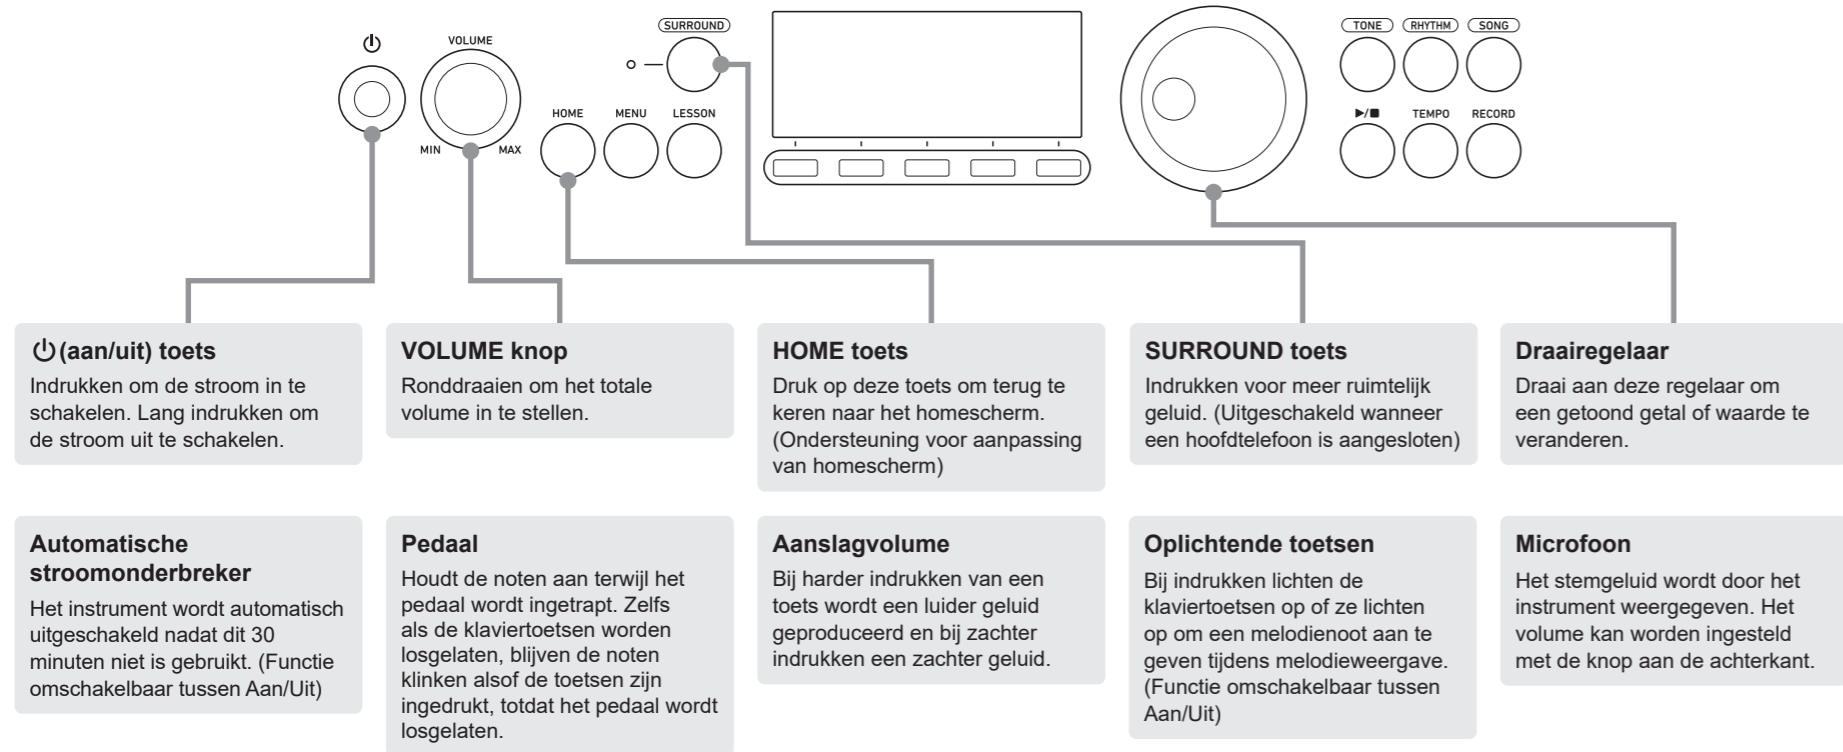 SURROUND
TONE RHYTHM SONG
⏻ VOLUME
HOME MENU LESSON
▶/■ TEMPO RECORD
MIN MAX
⏻(aan/uit) toets
Indrukken om de stroom in te
schakelen. Lang indrukken om
de stroom uit te schakelen.
VOLUME knop
Ronddraaien om het totale
volume in te stellen.
HOME toets
Druk op deze toets om terug te
keren naar het homescherm.
(Ondersteuning voor aanpassing
van homescherm)
SURROUND toets
Indrukken voor meer ruimtelijk
geluid. (Uitgeschakeld wanneer
een hoofdtelefoon is aangesloten)
Draairegelaar
Draai aan deze regelaar om
een getoond getal of waarde te
veranderen.
Automatische
stroomonderbreker
Het instrument wordt automatisch
uitgeschakeld nadat dit 30
minuten niet is gebruikt. (Functie
omschakelbaar tussen Aan/Uit)
Pedaal
Houdt de noten aan terwijl het
pedaal wordt ingetrapt. Zelfs
als de klaviertoetsen worden
losgelaten, blijven de noten
klinken alsof de toetsen zijn
ingedrukt, totdat het pedaal wordt
losgelaten.
Aanslagvolume
Bij harder indrukken van een
toets wordt een luider geluid
geproduceerd en bij zachter
indrukken een zachter geluid.
Oplichtende toetsen
Bij indrukken lichten de
klaviertoetsen op of ze lichten
op om een melodienoot aan te
geven tijdens melodieweergave.
(Functie omschakelbaar tussen
Aan/Uit)
Microfoon
Het stemgeluid wordt door het
instrument weergegeven. Het
volume kan worden ingesteld
met de knop aan de achterkant.